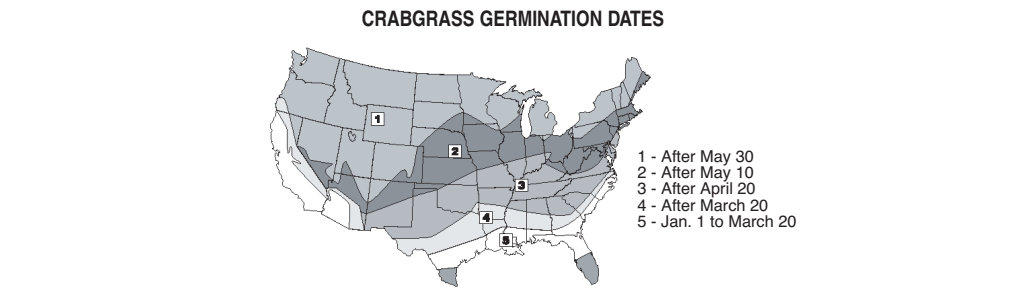 CRABGRASS GERMINATION DATES
1
2
3
4
5
1 - After May 30
2 - After May 10
3 - After April 20
4 - After March 20
5 - Jan. 1 to March 20